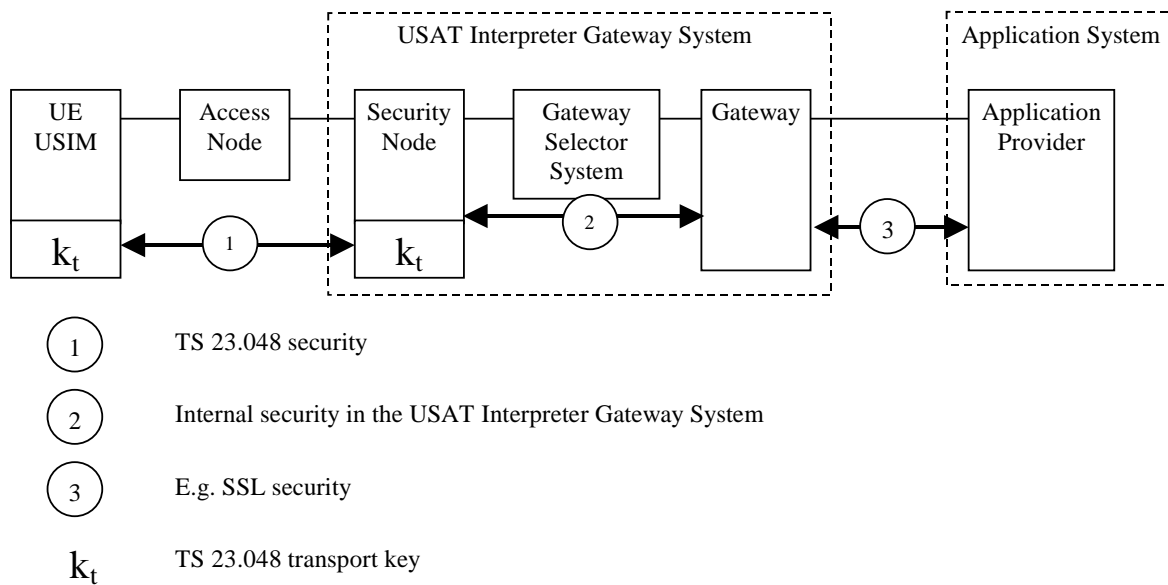 USAT Interpreter Gateway System
Application System
UE
USIM
Access
Node
Security
Node
Gateway
Selector
System
Gateway
Application
Provider
kt
1
kt
2
3
1 TS 23.048 security
2 Internal security in the USAT Interpreter Gateway System
3 E.g. SSL security
kt TS 23.048 transport key